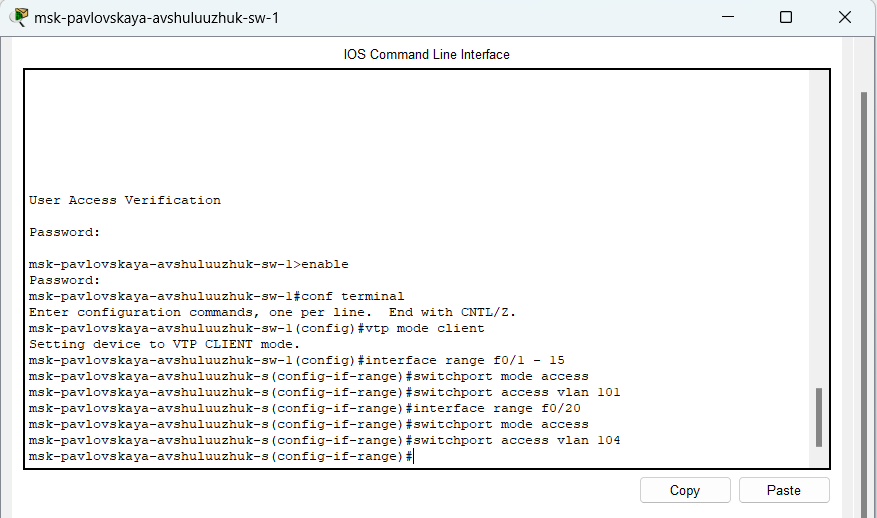 msk-pavlovskaya-avshuluuzhuk-sw-1
IOS Command Line Interface
User Access Verification
Password:
msk-pavlovskaya-avshuluuzhuk-sw-1>enable
Password:
msk-pavlovskaya-avshuluuzhuk-sw-1#conf terminal
Enter configuration commands, one per line.  End with CNTL/Z.
msk-pavlovskaya-avshuluuzhuk-sw-1(config)#vtp mode client
Setting device to VTP CLIENT mode.
msk-pavlovskaya-avshuluuzhuk-sw-1(config)#interface range f0/1 - 15
msk-pavlovskaya-avshuluuzhuk-s(config-if-range)#switchport mode access
msk-pavlovskaya-avshuluuzhuk-s(config-if-range)#switchport access vlan 101
msk-pavlovskaya-avshuluuzhuk-s(config-if-range)#interface range f0/20
msk-pavlovskaya-avshuluuzhuk-s(config-if-range)#switchport mode access
msk-pavlovskaya-avshuluuzhuk-s(config-if-range)#switchport access vlan 104
msk-pavlovskaya-avshuluuzhuk-s(config-if-range)#
Copy
Paste